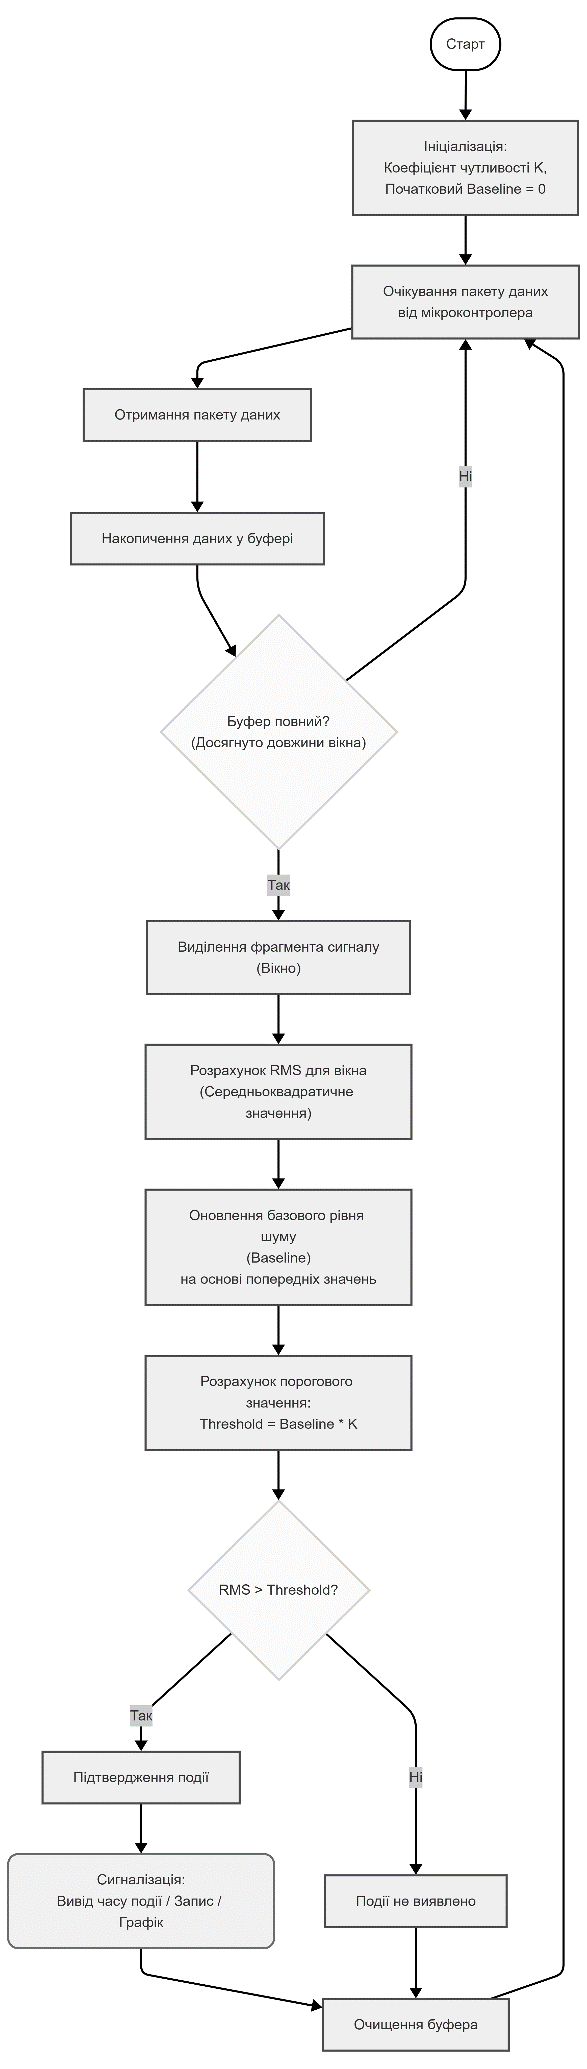 Старт
Ініціалізація:
Коефіцієнт чутливості K,
Початковий Baseline = 0
Очікування пакету даних
від мікроконтролера
Отримання пакету даних
Ні
Накопичення даних у буфері
Буфер повний?
(Досягнуто довжини вікна)
Так
Виділення фрагмента сигналу
(Вікно)
Розрахунок RMS для вікна
(Середньоквадратичне
значення)
Оновлення базового рівня
шуму
(Baseline)
на основі попередніх значень
Розрахунок порогового
значення:
Threshold = Baseline * K
RMS > Threshold?
Так
Ні
Підтвердження події
Сигналізація:
Вивід часу події / Запис /
Графік
Події не виявлено
Очищення буфера